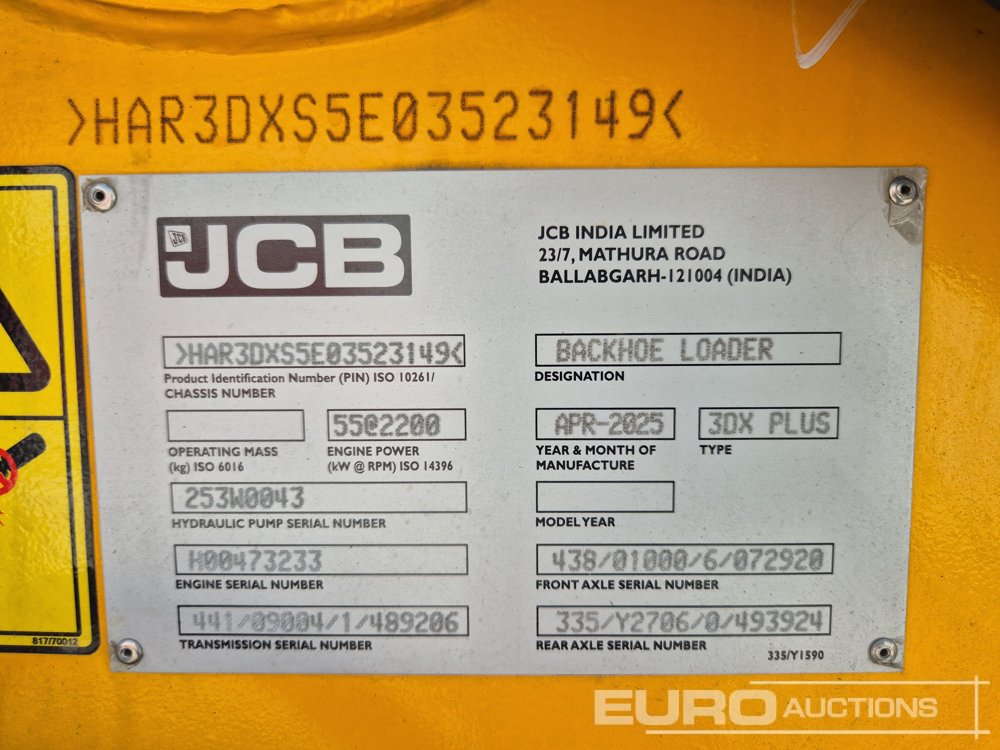 >HAR3DXS5E03523149<
JCB
JCB
JCB INDIA LIMITED
23/7, MATHURA ROAD
BALLABGARH-121004 (INDIA)
>HAR3DXS5E03523149<
Product Identification Number (PIN) ISO 10261/
CHASSIS NUMBER
BACKHOE LOADER
DESIGNATION
OPERATING MASS
(kg) ISO 6016
55@2200
ENGINE POWER
(kW @ RPM) ISO 14396
APR-2025
YEAR & MONTH OF
MANUFACTURE
3DX PLUS
TYPE
253W0043
HYDRAULIC PUMP SERIAL NUMBER
MODEL YEAR
H00473233
ENGINE SERIAL NUMBER
438/01000/6/072920
FRONT AXLE SERIAL NUMBER
441/09004/1/489206
TRANSMISSION SERIAL NUMBER
335/Y2706/0/493924
REAR AXLE SERIAL NUMBER
335/Y1590
817/70012
EURO AUCTIONS